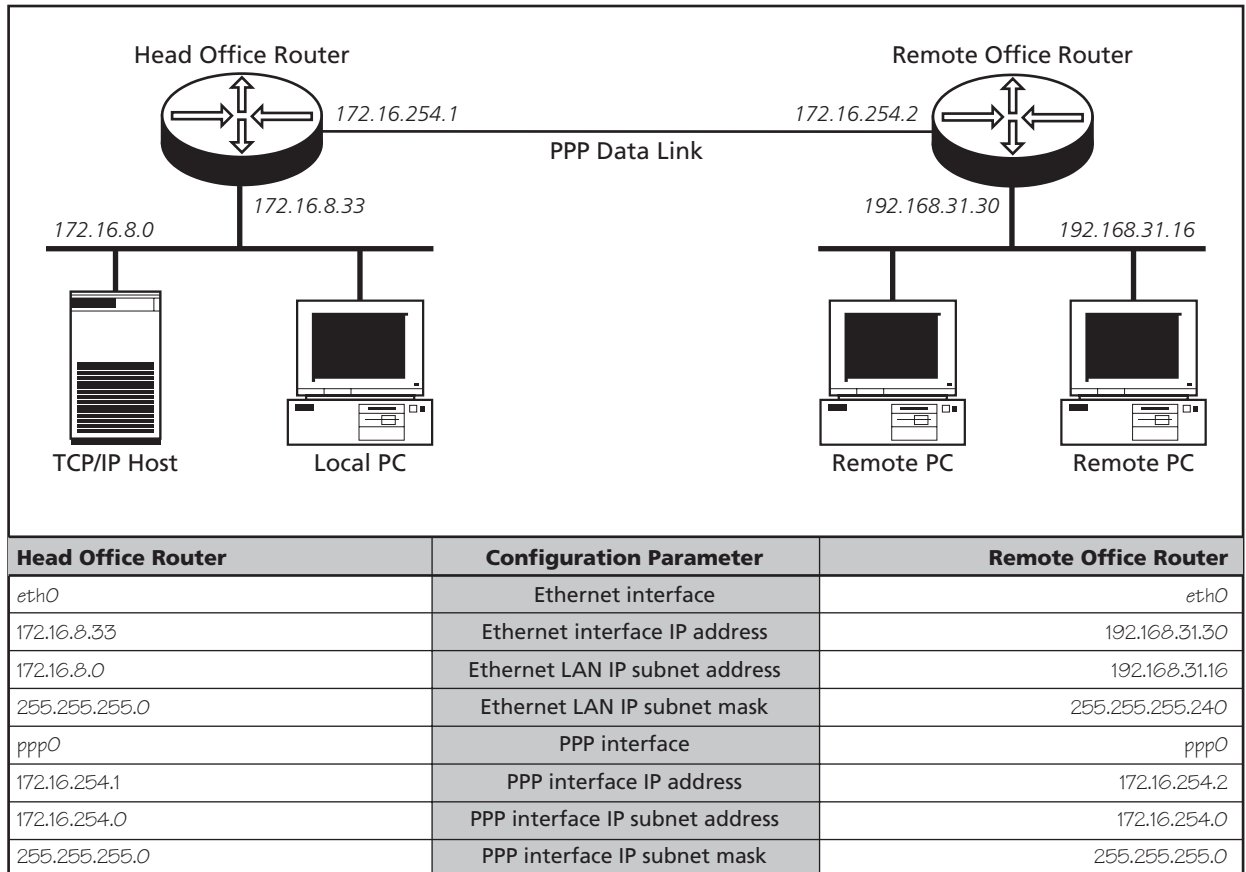 Head Office Router
Remote Office Router
172.16.254.1
172.16.254.2
PPP Data Link
172.16.8.33
192.168.31.30
172.16.8.0
192.168.31.16
TCP/IP Host
Local PC
Remote PC
Remote PC
Head Office Router Configuration Parameter Remote Office Router
eth0 Ethernet interface eth0
172.16.8.33 Ethernet interface IP address 192.168.31.30
172.16.8.0 Ethernet LAN IP subnet address 192.168.31.16
255.255.255.0 Ethernet LAN IP subnet mask 255.255.255.240
ppp0 PPP interface ppp0
172.16.254.1 PPP interface IP address 172.16.254.2
172.16.254.0 PPP interface IP subnet address 172.16.254.0
255.255.255.0 PPP interface IP subnet mask 255.255.255.0